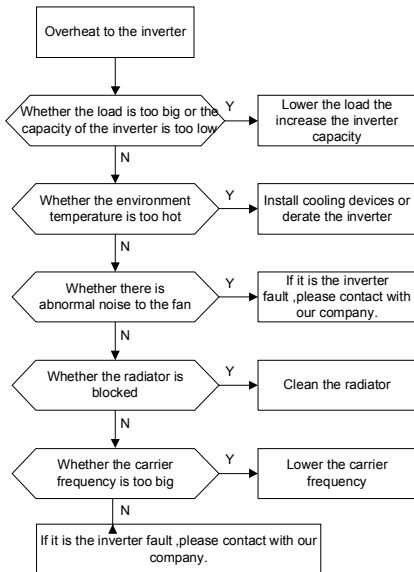 Overheat to the inverter
Whether the load is too big or the
capacity of the inverter is too low
Y
Lower the load the
increase the inverter
capacity
N
Whether the environment
temperature is too hot
Y
Install cooling devices or
derate the inverter
N
Whether there is
abnormal noise to the fan
Y
If it is the inverter
fault ,please contact with
our company.
N
Whether the radiator is
blocked
Y
Clean the radiator
N
Whether the carrier
frequency is too big
Y
Lower the carrier
frequency
N
If it is the inverter fault ,please contact with our
company.